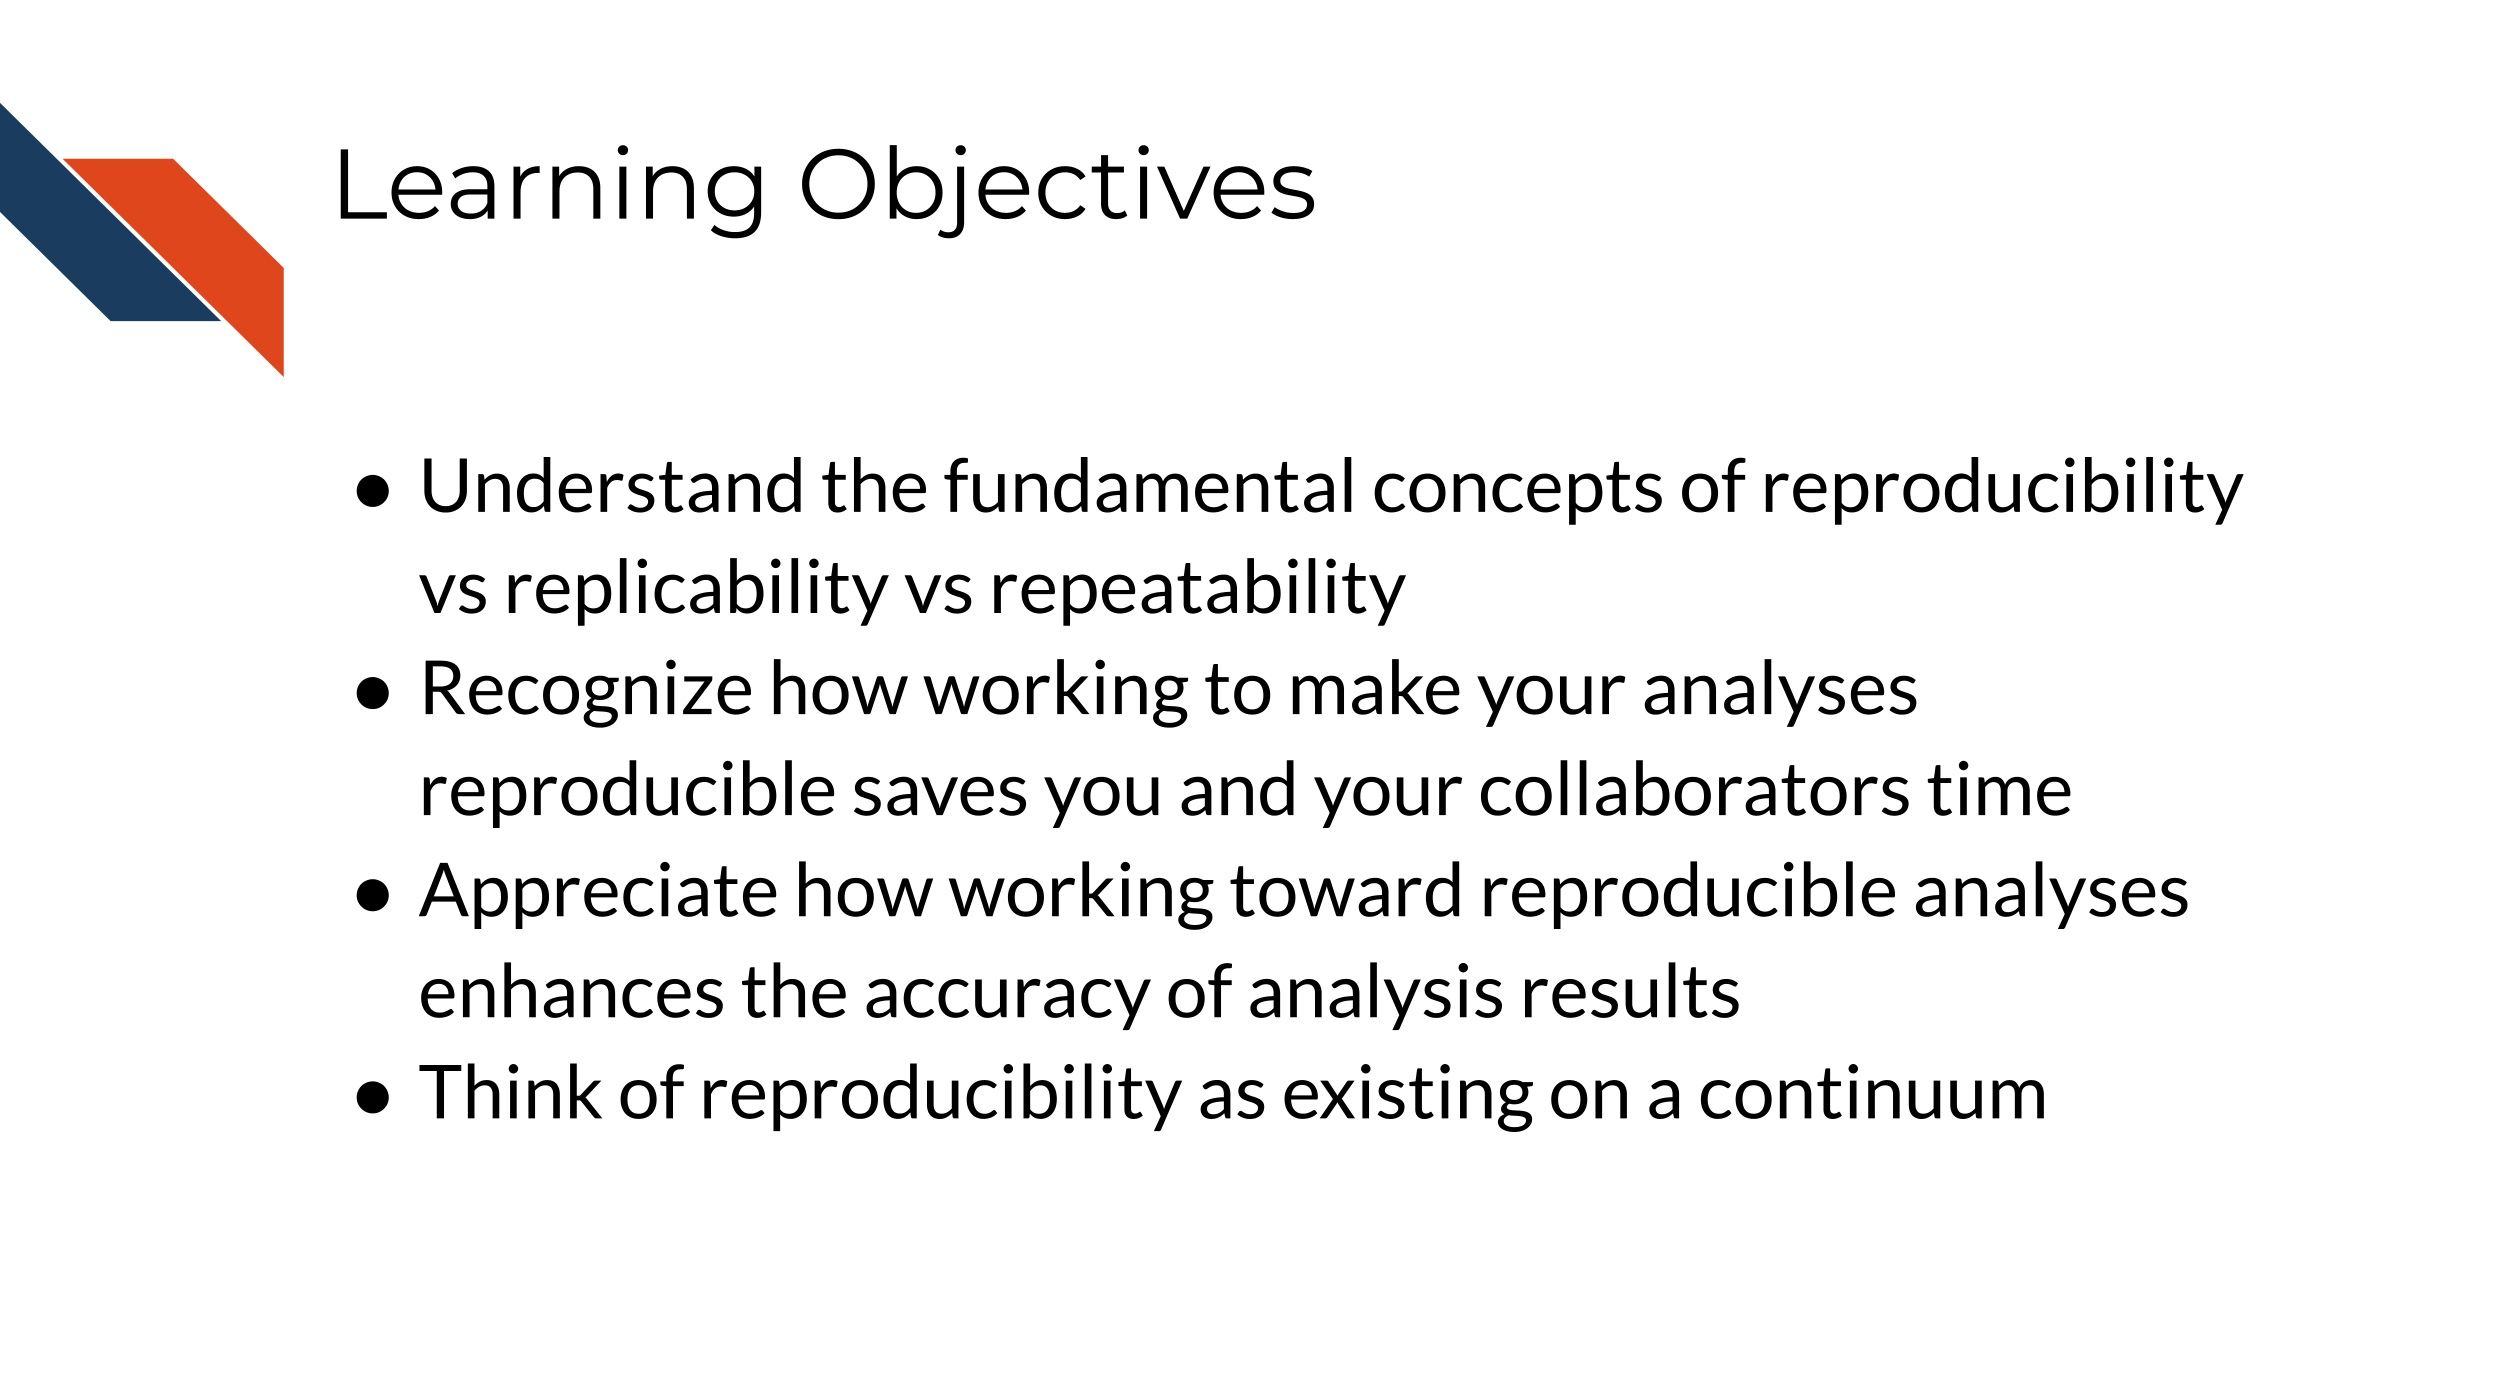 Learning Objectives
● Understand the fundamental concepts of reproducibility
vs replicability vs repeatability
● Recognize how working to make your analyses
reproducible saves you and your collaborators time
● Appreciate how working toward reproducible analyses
enhances the accuracy of analysis results
● Think of reproducibility as existing on a continuum